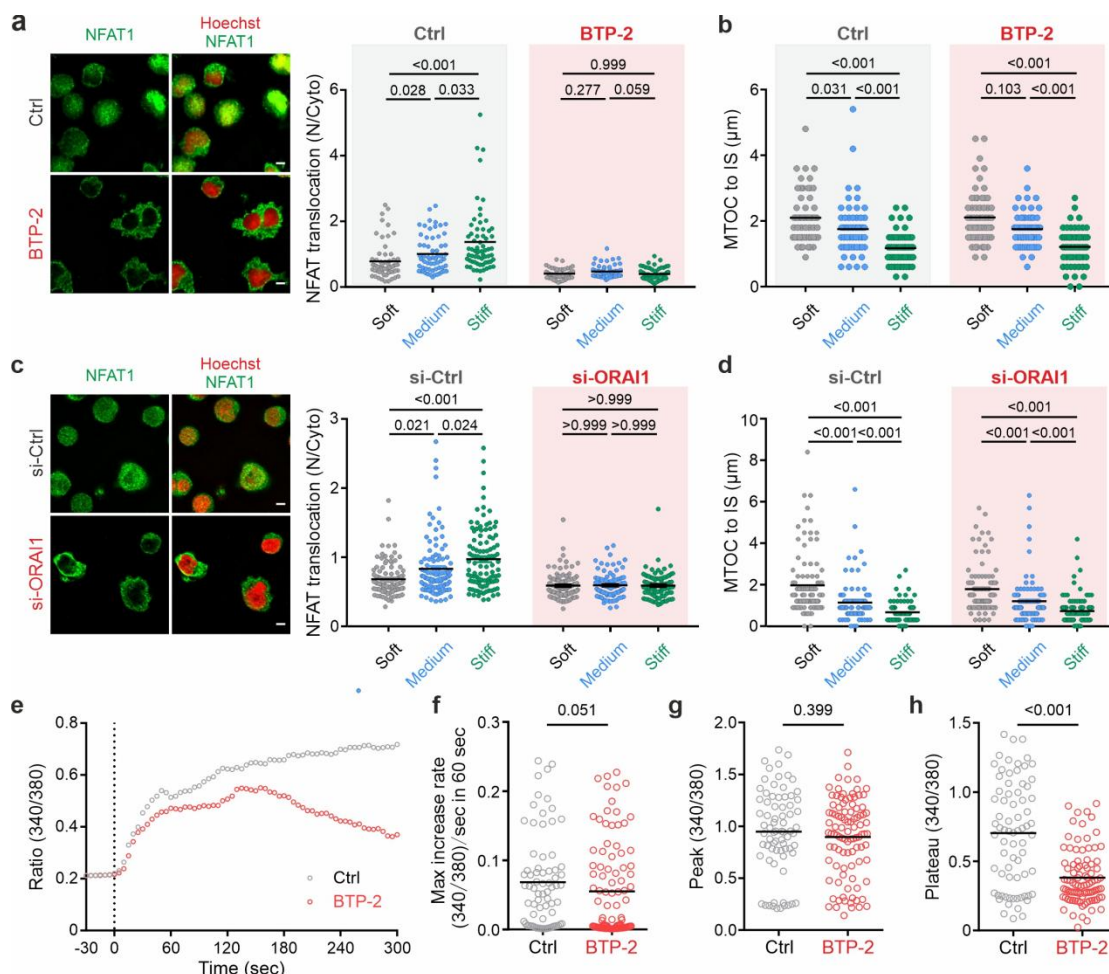 a
NFAT1
Hoechst
NFAT1
Ctrl
BTP-2
Ctrl
BTP-2
<0.001
0.028
0.033
0.999
0.277
0.059
NFAT translocation (N/Cyto)
6
4
2
0
Soft
Medium
Stiff
Soft
Medium
Stiff
b
Ctrl
BTP-2
<0.001
0.031
<0.001
<0.001
0.103
<0.001
MTOC to IS (µm)
6
4
2
0
Soft
Medium
Stiff
Soft
Medium
Stiff
c
NFAT1
Hoechst
NFAT1
si-Ctrl
si-ORAI1
si-Ctrl
si-ORAI1
<0.001
0.021
0.024
>0.999
>0.999
>0.999
NFAT translocation (N/Cyto)
3
2
1
0
Soft
Medium
Stiff
Soft
Medium
Stiff
d
si-Ctrl
si-ORAI1
<0.001
<0.001
<0.001
<0.001
<0.001
<0.001
MTOC to IS (µm)
10
8
6
4
2
0
Soft
Medium
Stiff
Soft
Medium
Stiff
e
Ratio (340/380)
0.8
0.6
0.4
0.2
0.0
Ctrl
BTP-2
-30
0
60
120
180
240
300
Time (sec)
f
0.051
Max increase rate
(340/380)/sec in 60 sec
0.3
0.2
0.1
0.0
Ctrl
BTP-2
g
0.399
Peak (340/380)
2.0
1.5
1.0
0.5
0.0
Ctrl
BTP-2
h
<0.001
Plateau (340/380)
1.5
1.0
0.5
0.0
Ctrl
BTP-2